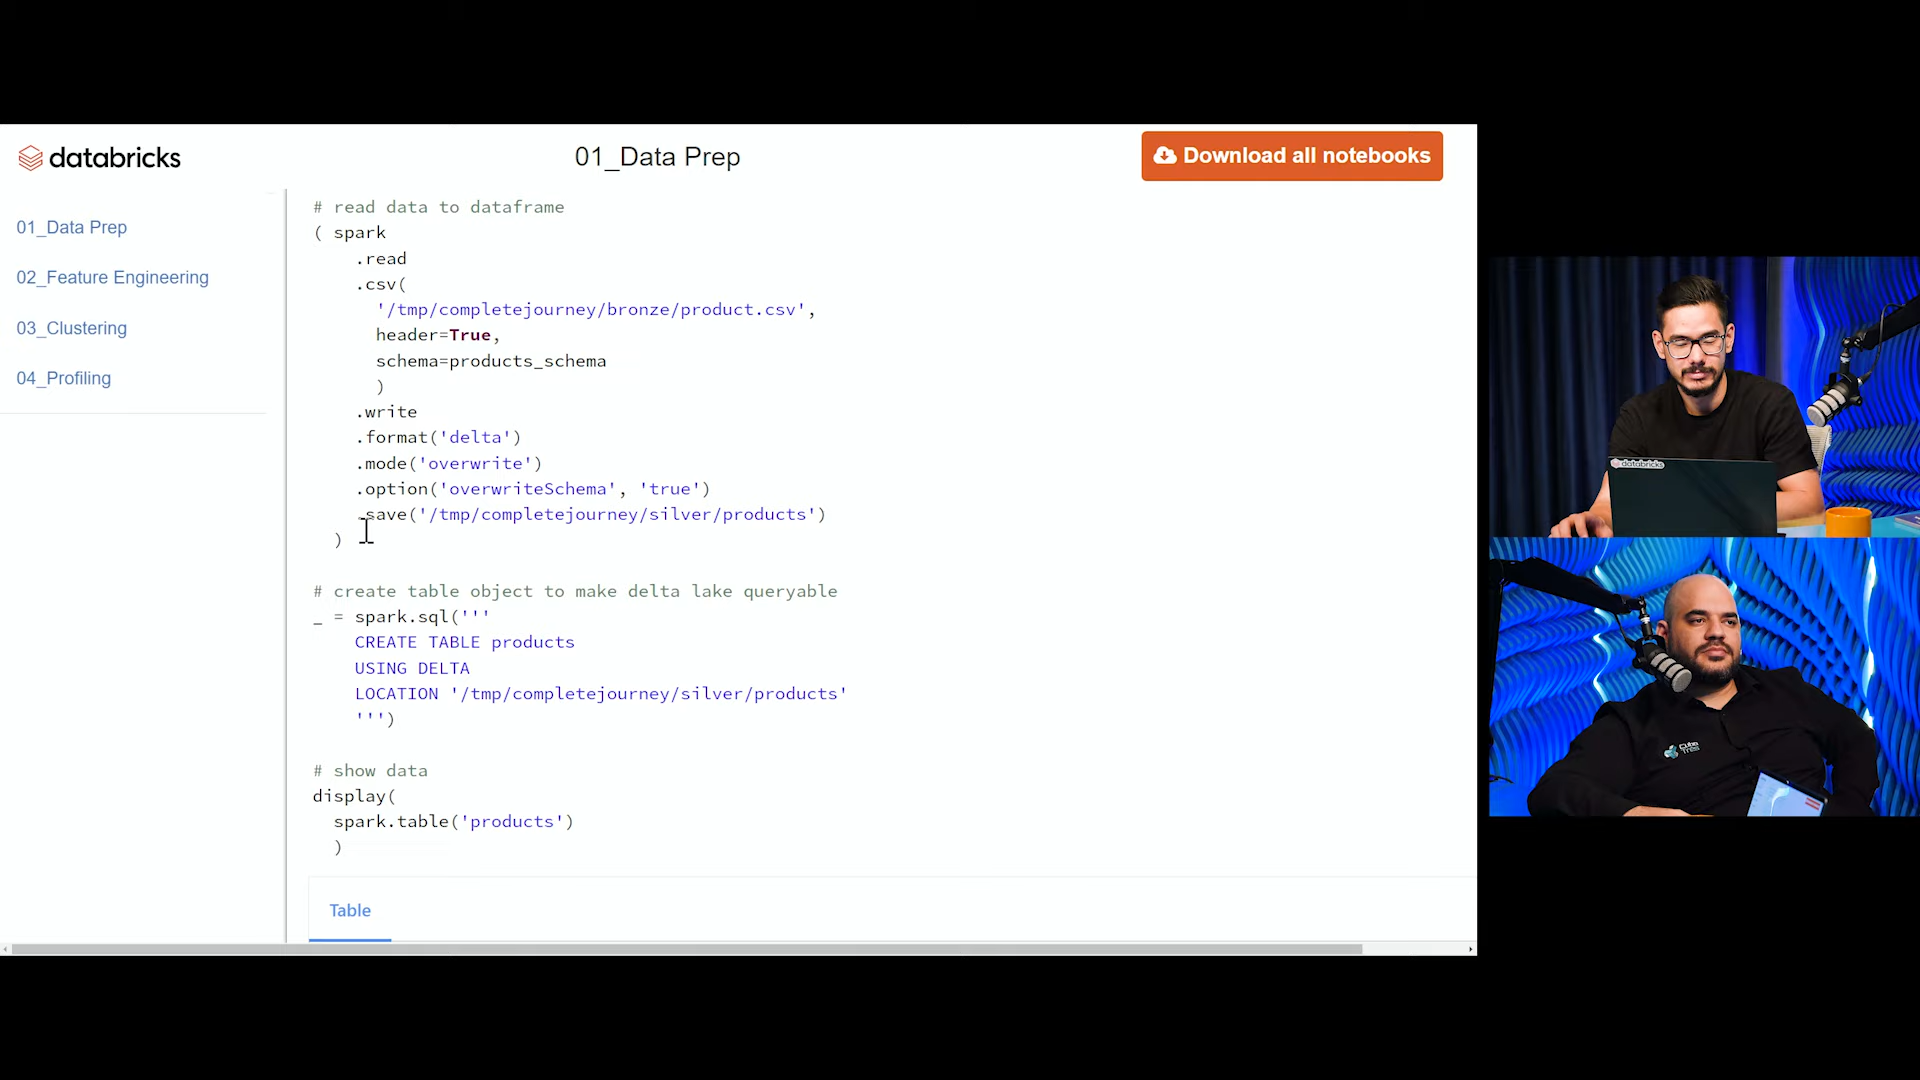 databricks
01_Data Prep
Download all notebooks
01_Data Prep
02_Feature Engineering
03_Clustering
04_Profiling
# read data to dataframe
( spark
.read
.csv(
'/tmp/completejourney/bronze/product.csv',
header=True,
schema=products_schema
)
.write
.format('delta')
.mode('overwrite')
.option('overwriteSchema', 'true')
.save('/tmp/completejourney/silver/products')
)
# create table object to make delta lake queryable
_ = spark.sql('''
CREATE TABLE products
USING DELTA
LOCATION '/tmp/completejourney/silver/products'
''')
# show data
display(
spark.table('products')
)
Table
databricks